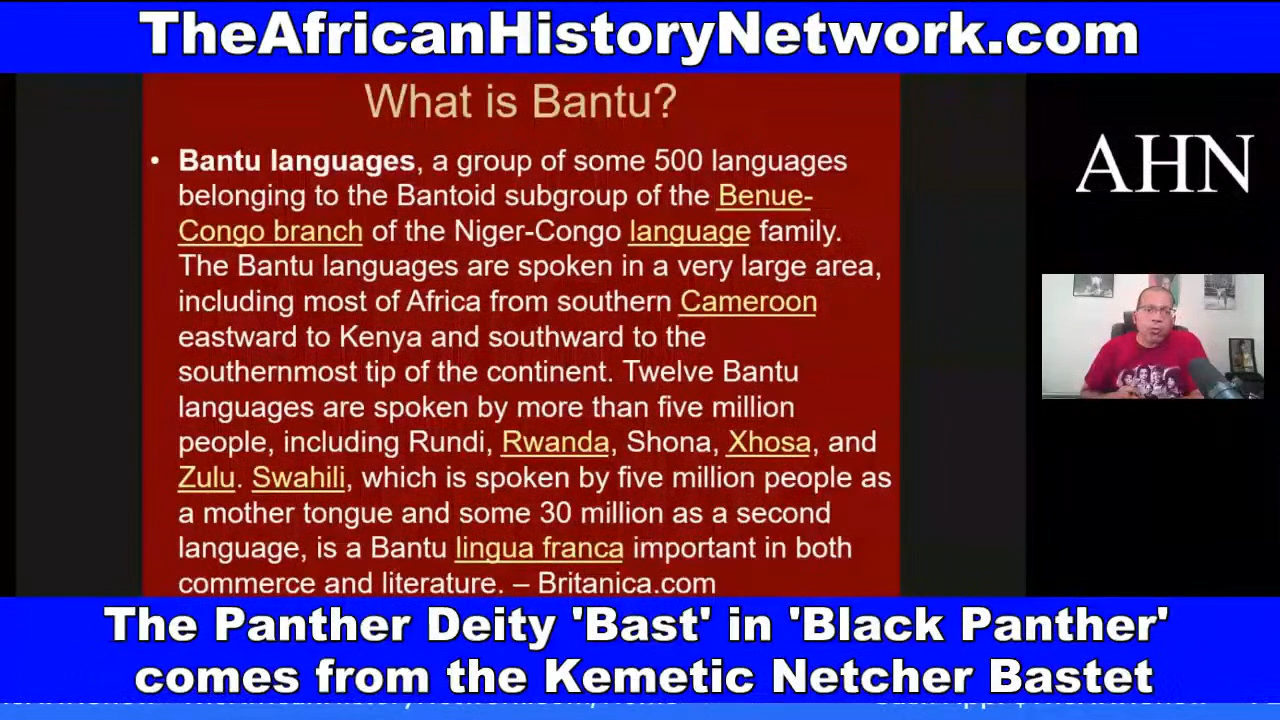 TheAfricanHistoryNetwork.com
What is Bantu?
• Bantu languages, a group of some 500 languages
belonging to the Bantoid subgroup of the Benue-
Congo branch of the Niger-Congo language family.
The Bantu languages are spoken in a very large area,
including most of Africa from southern Cameroon
eastward to Kenya and southward to the
southernmost tip of the continent. Twelve Bantu
languages are spoken by more than five million
people, including Rundi, Rwanda, Shona, Xhosa, and
Zulu. Swahili, which is spoken by five million people as
a mother tongue and some 30 million as a second
language, is a Bantu lingua franca important in both
commerce and literature. – Britanica.com
AHN
The Panther Deity 'Bast' in 'Black Panther'
comes from the Kemetic Netcher Bastet